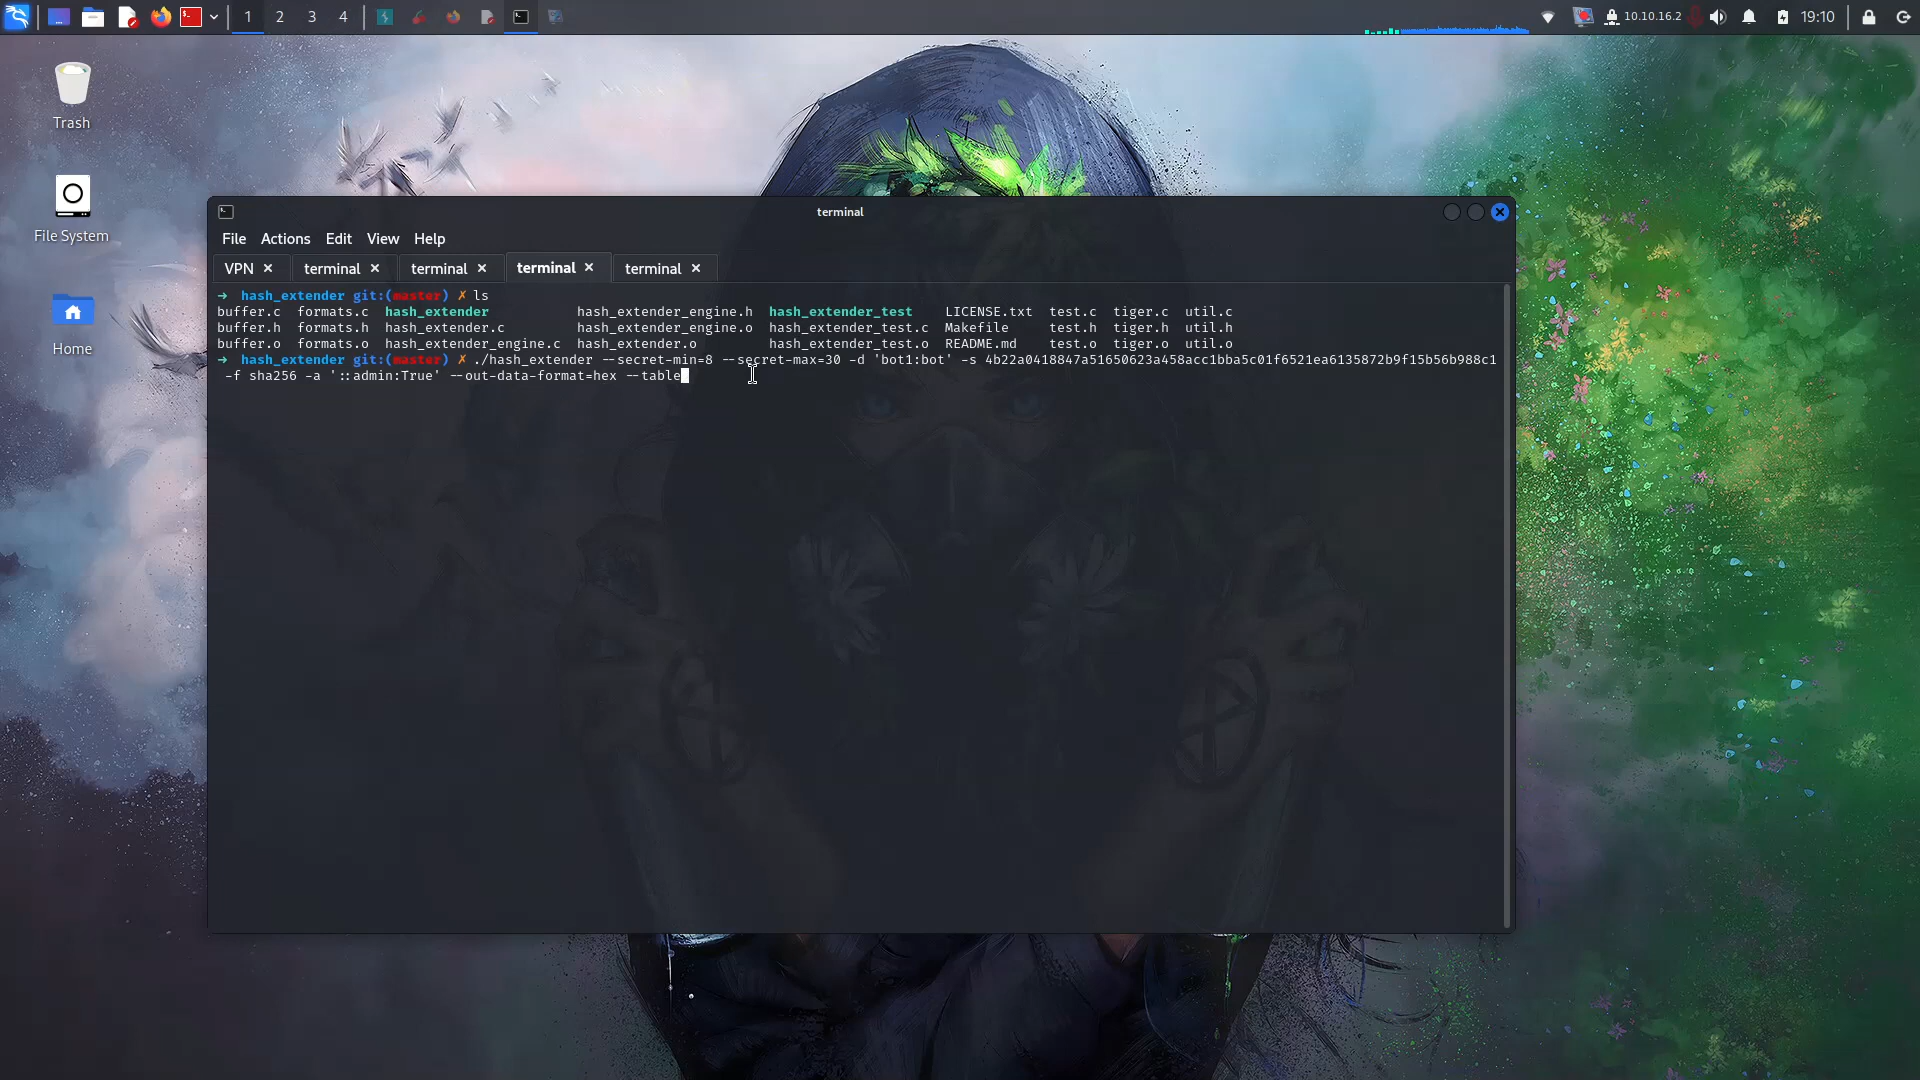 1 2 3 4 10.10.16.2 19:10
Trash
File System
Home
terminal
File Actions Edit View Help
VPN × terminal × terminal × terminal × terminal ×
→ hash_extender git:(master) ✗ ls
buffer.c formats.c hash_extender hash_extender_engine.h hash_extender_test LICENSE.txt test.c tiger.c util.c
buffer.h formats.h hash_extender.c hash_extender_engine.o hash_extender_test.c Makefile test.h tiger.h util.h
buffer.o formats.o hash_extender_engine.c hash_extender.o hash_extender_test.o README.md test.o tiger.o util.o
→ hash_extender git:(master) ✗ ./hash_extender --secret-min=8 --secret-max=30 -d 'bot1:bot' -s 4b22a0418847a51650623a458acc1bba5c01f6521ea6135872b9f15b56b988c1
-f sha256 -a '::admin:True' --out-data-format=hex --table